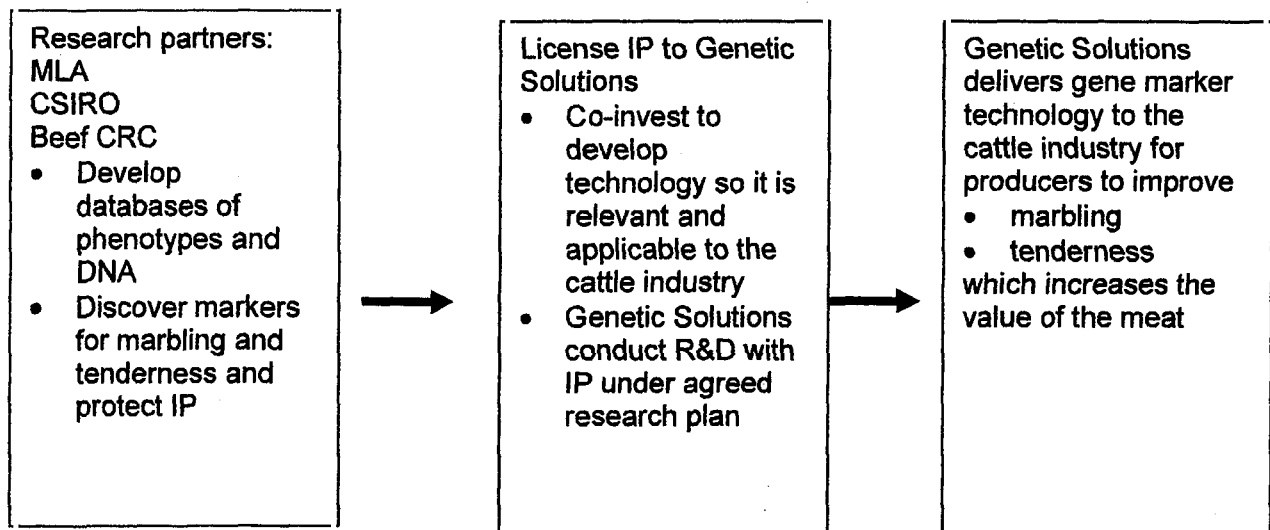 Research partners:
MLA
CSIRO
Beef CRC
• Develop
databases of
phenotypes and
DNA
• Discover markers
for marbling and
tenderness and
protect IP
License IP to Genetic
Solutions
• Co-invest to
develop
technology so it is
relevant and
applicable to the
cattle industry
• Genetic Solutions
conduct R&D with
IP under agreed
research plan
Genetic Solutions
delivers gene marker
technology to the
cattle industry for
producers to improve
• marbling
• tenderness
which increases the
value of the meat